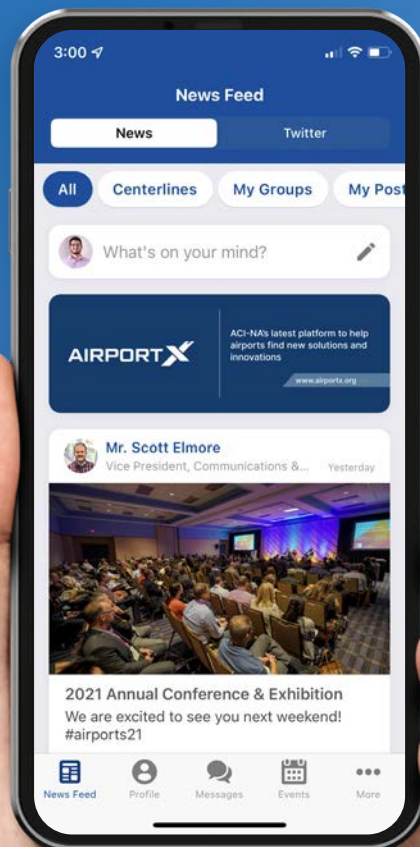 3:00
News Feed
News
Twitter
All
Centerlines
My Groups
My Post
What's on your mind?
AIRPORTX
ACI-NA's latest platform to help
airports find new solutions and
innovations
www.airportx.org
Mr. Scott Elmore
Vice President, Communications &...
Yesterday
2021 Annual Conference & Exhibition
We are excited to see you next weekend!
#airports21
News Feed
Profile
Messages
Events
More